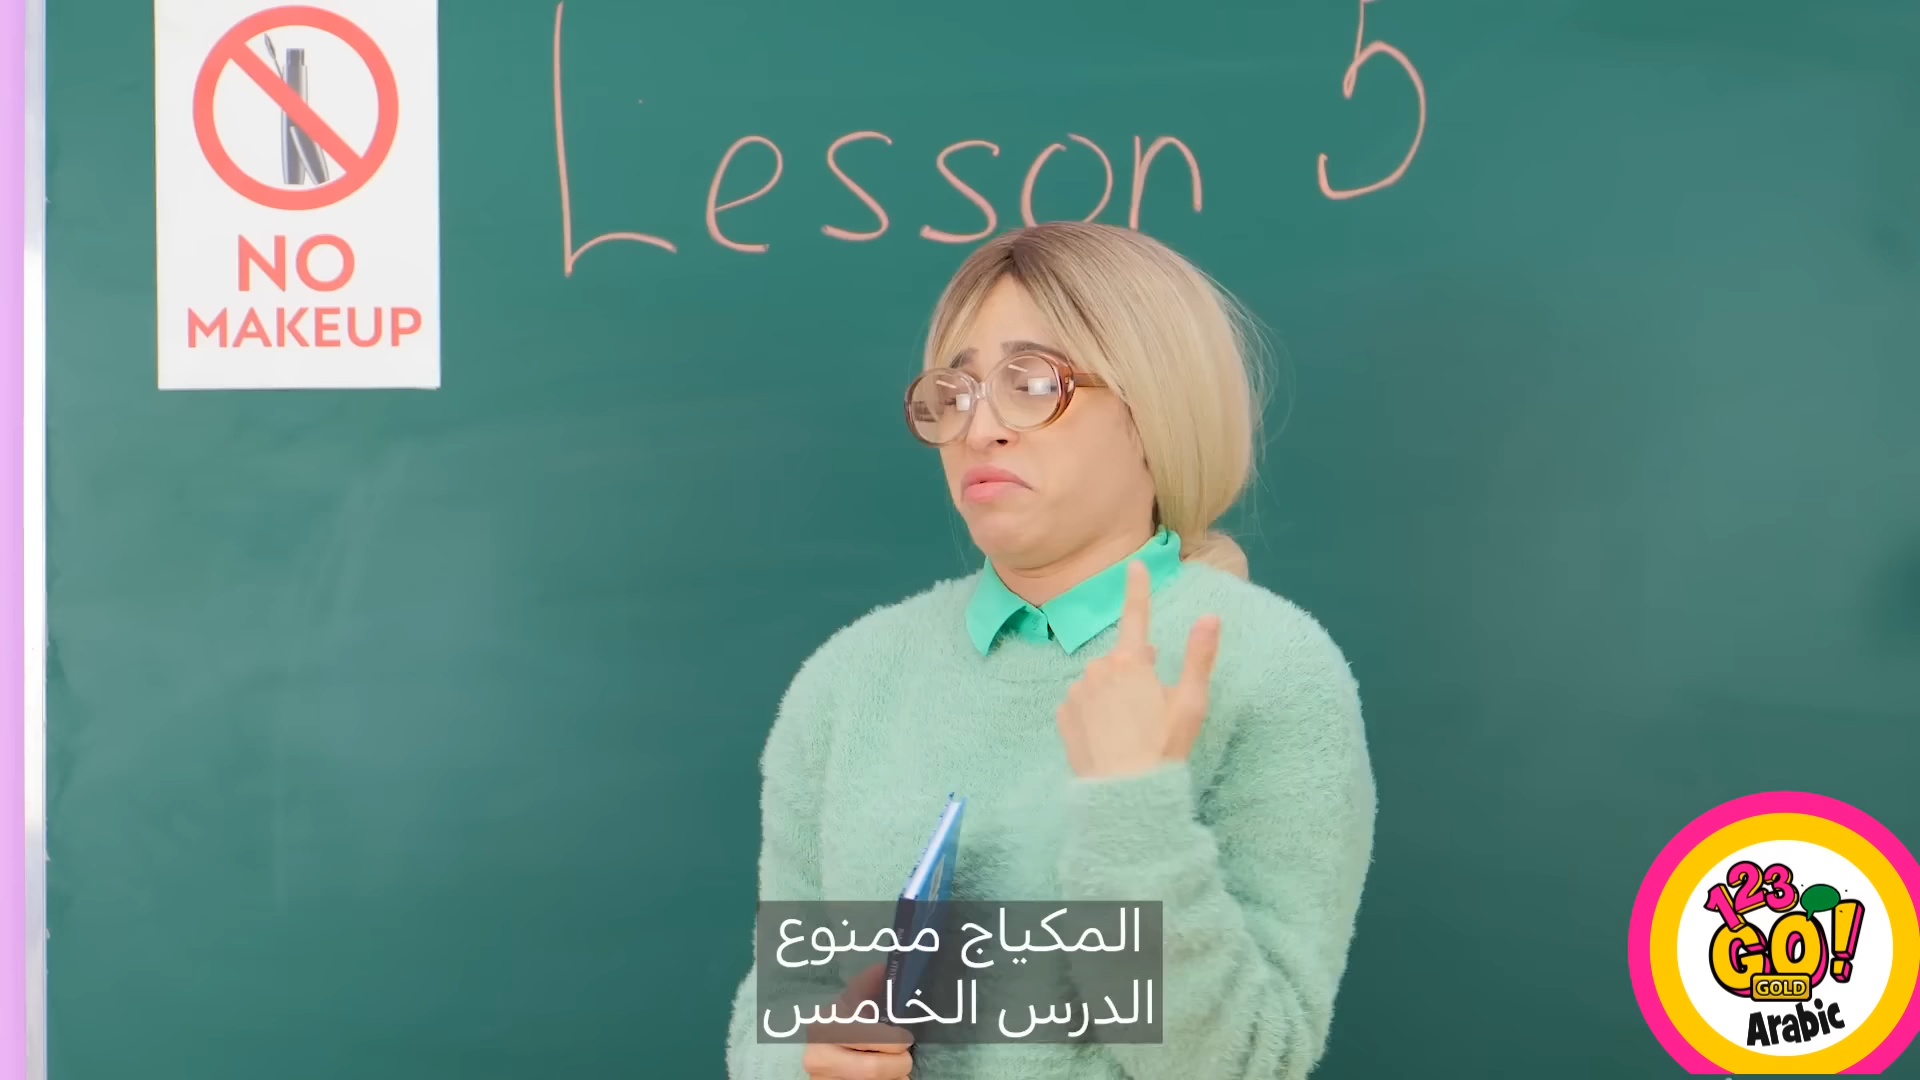 Lesson 5
NO
MAKEUP
المكياج ممنوع
الدرس الخامس
123
GO!
GOLD
Arabic